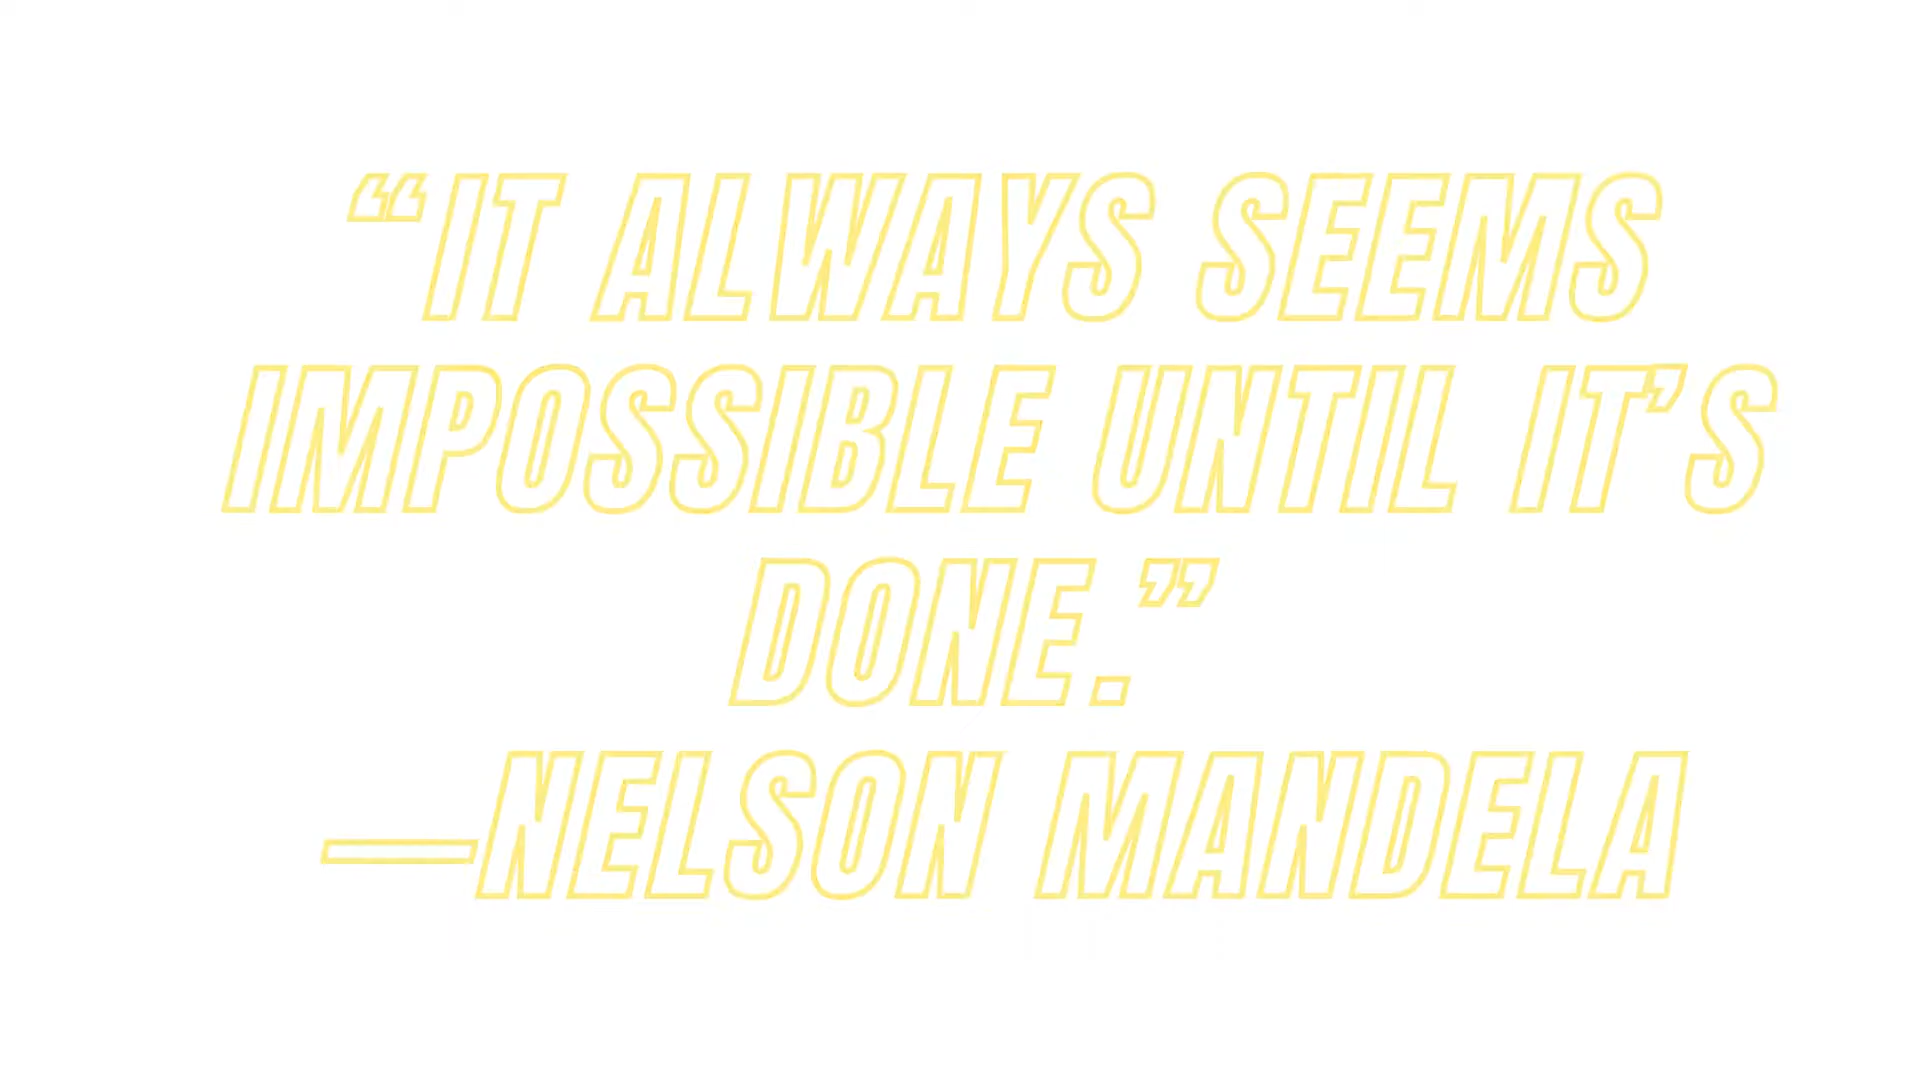 “IT ALWAYS SEEMS
IMPOSSIBLE UNTIL IT’S
DONE.”
—NELSON MANDELA